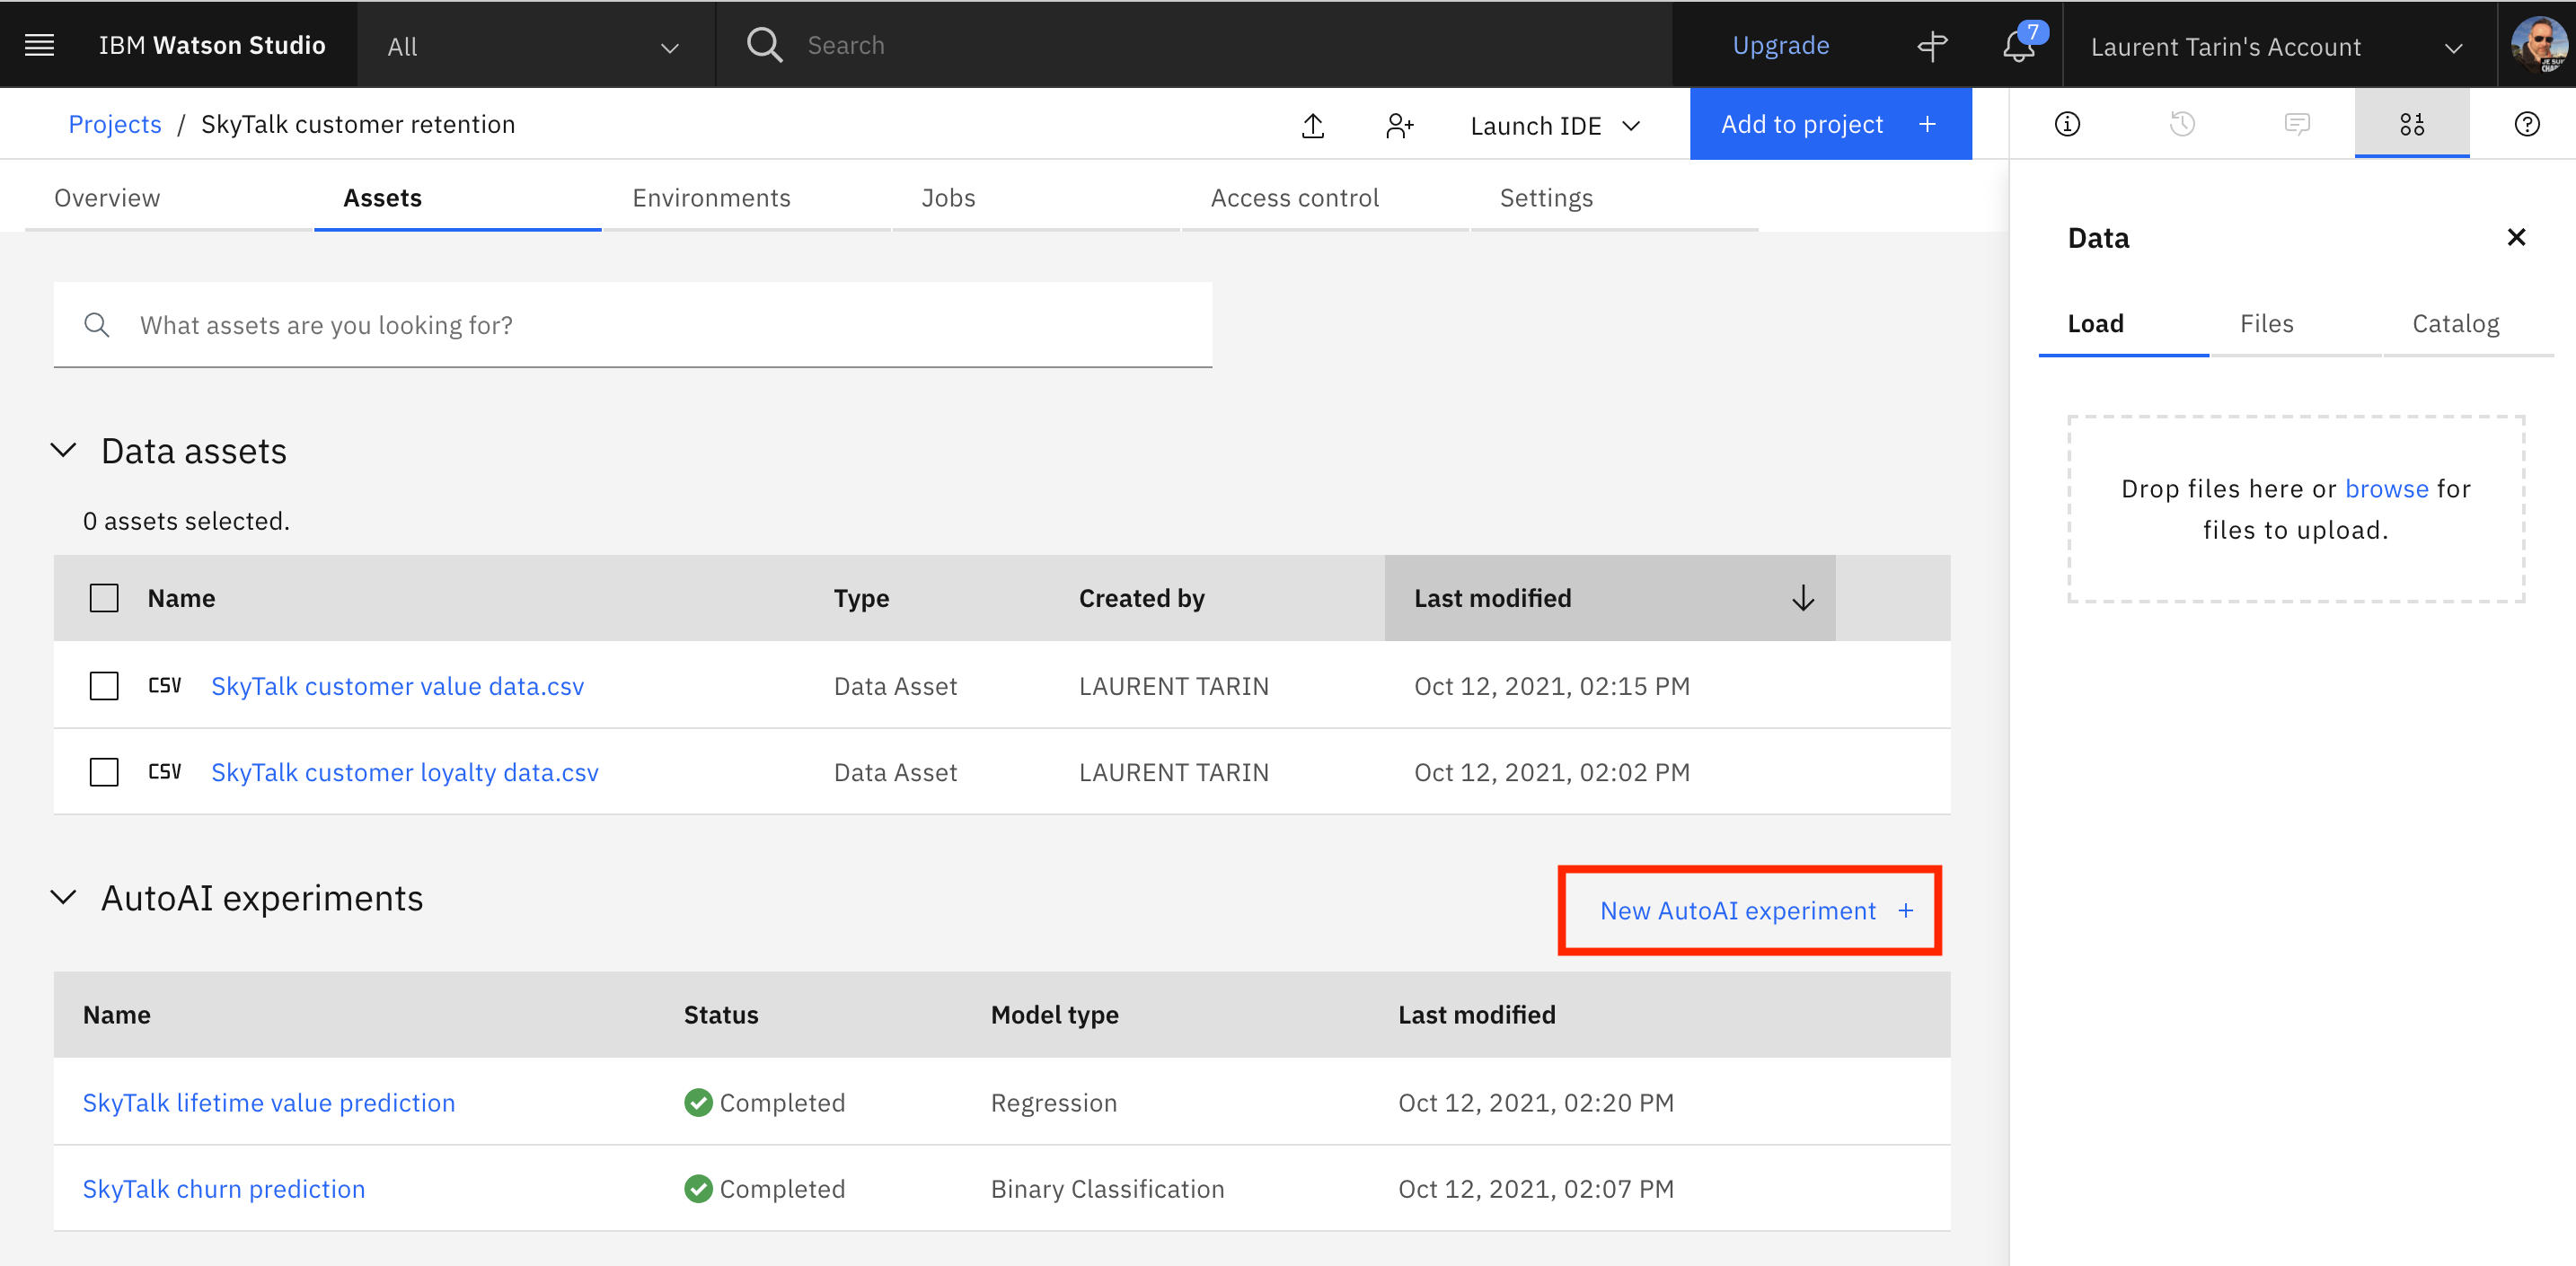 IBM Watson Studio
All
Search
Upgrade
7
Laurent Tarin's Account
Projects / SkyTalk customer retention
Launch IDE
Add to project +
Overview
Assets
Environments
Jobs
Access control
Settings
What assets are you looking for?
Data assets
0 assets selected.
Name Type Created by Last modified
CSV SkyTalk customer value data.csv Data Asset LAURENT TARIN Oct 12, 2021, 02:15 PM
CSV SkyTalk customer loyalty data.csv Data Asset LAURENT TARIN Oct 12, 2021, 02:02 PM
AutoAI experiments
New AutoAI experiment +
Name Status Model type Last modified
SkyTalk lifetime value prediction Completed Regression Oct 12, 2021, 02:20 PM
SkyTalk churn prediction Completed Binary Classification Oct 12, 2021, 02:07 PM
Data
Load
Files
Catalog
Drop files here or browse for
files to upload.